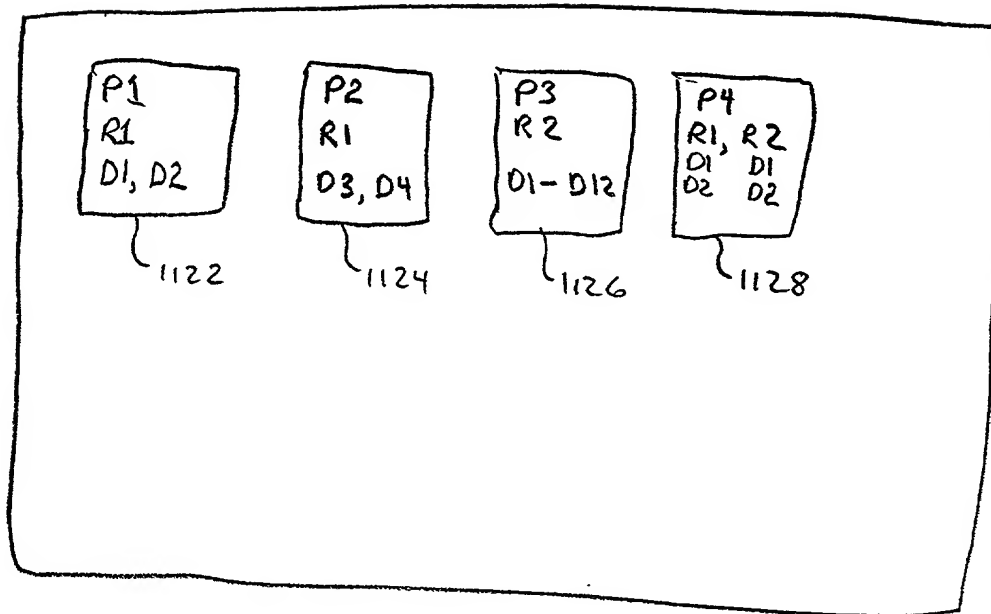 P1
R1
D1, D2
P2
R1
D3, D4
P3
R2
D1-D12
P4
R1, R2
D1 D1
D2 D2
1122
1124
1126
1128